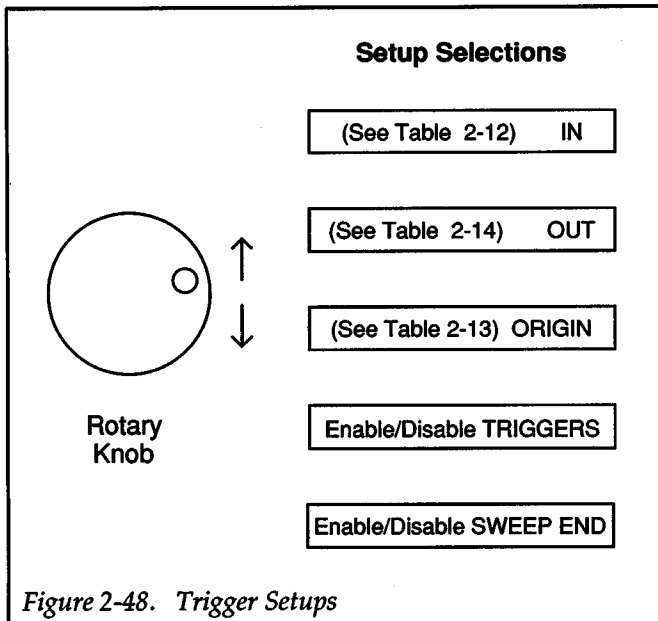 Setup Selections
(See Table 2-12) IN
(See Table 2-14) OUT
(See Table 2-13) ORIGIN
Enable/Disable TRIGGERS
Enable/Disable SWEEP END
Rotary
Knob
Figure 2-48. Trigger Setups